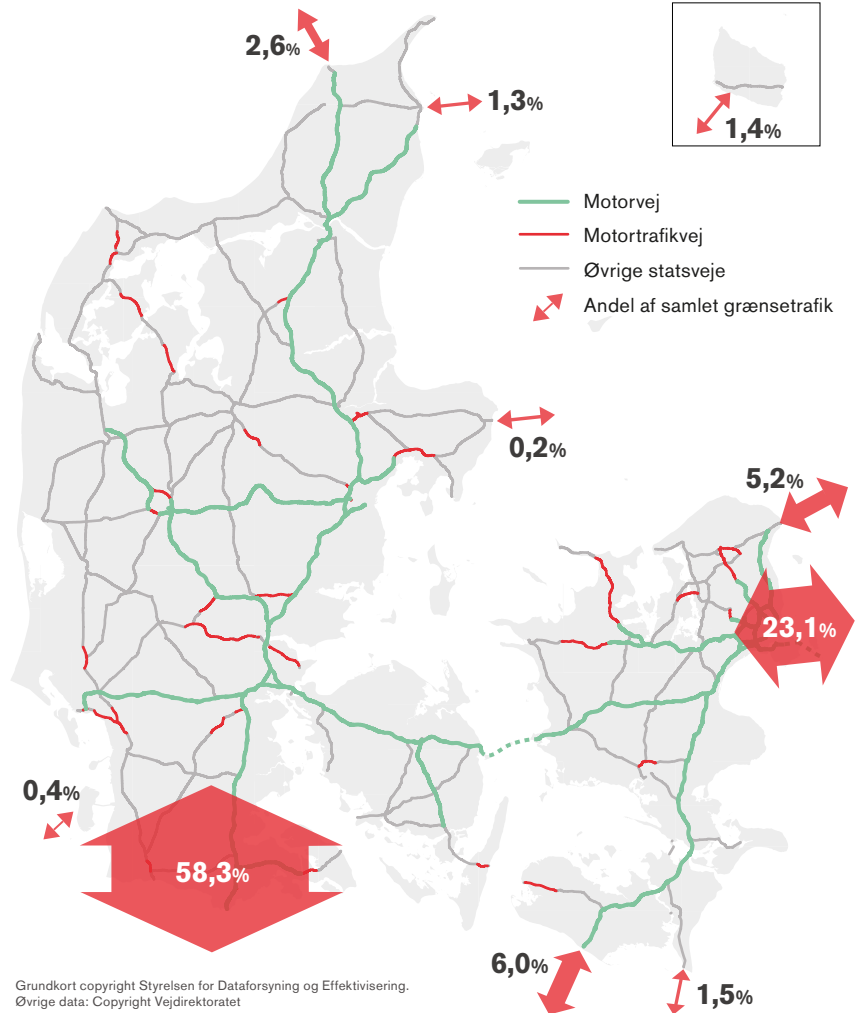 2,6%
1,3%
1,4%
Motorvej
Motortrafikvej
Øvrige statsveje
Andel af samlet grænsetrafik
0,2%
5,2%
23,1%
0,4%
58,3%
6,0%
1,5%
Grundkort copyright Styrelsen for Dataforsyning og Effektivisering.
Øvrige data: Copyright Vejdirektoratet